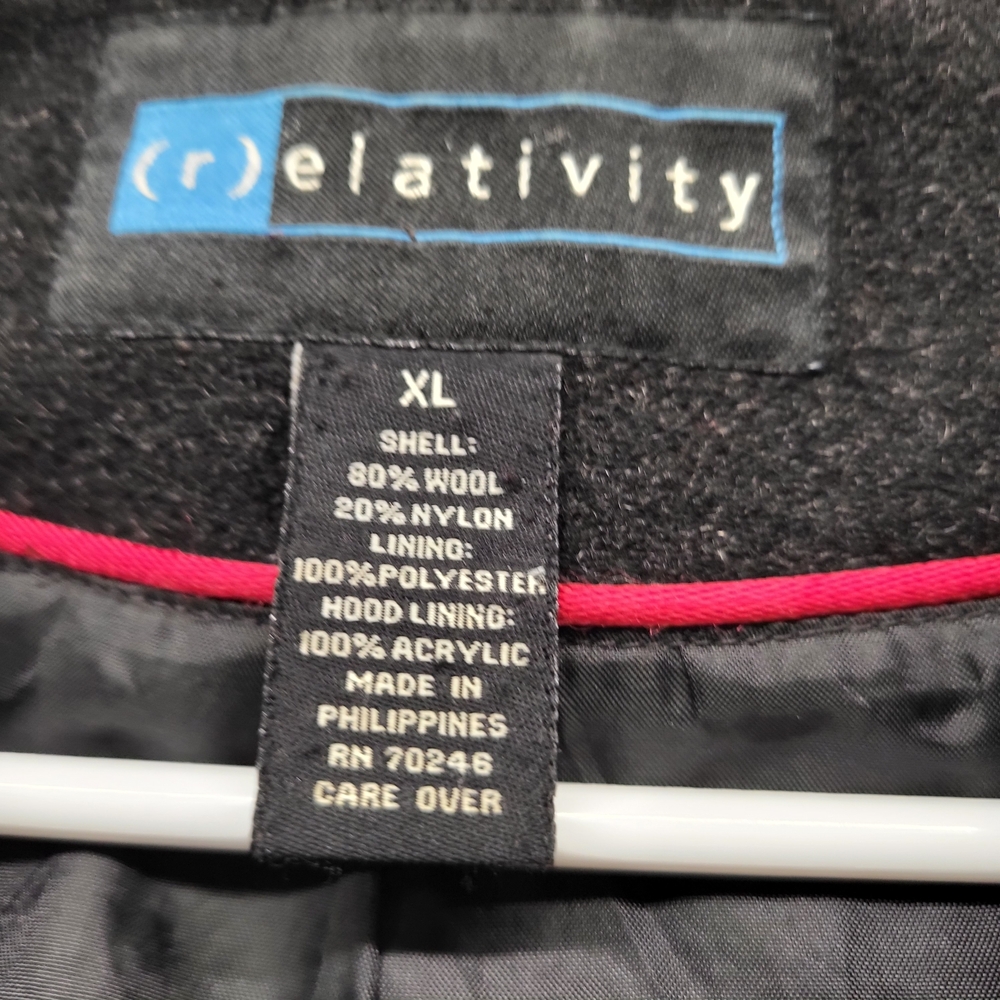 (r)elativity
XL
SHELL:
80% WOOL
20% NYLON
LINING:
100% POLYESTER
HOOD LINING:
100% ACRYLIC
MADE IN
PHILIPPINES
RN 70246
CARE OVER